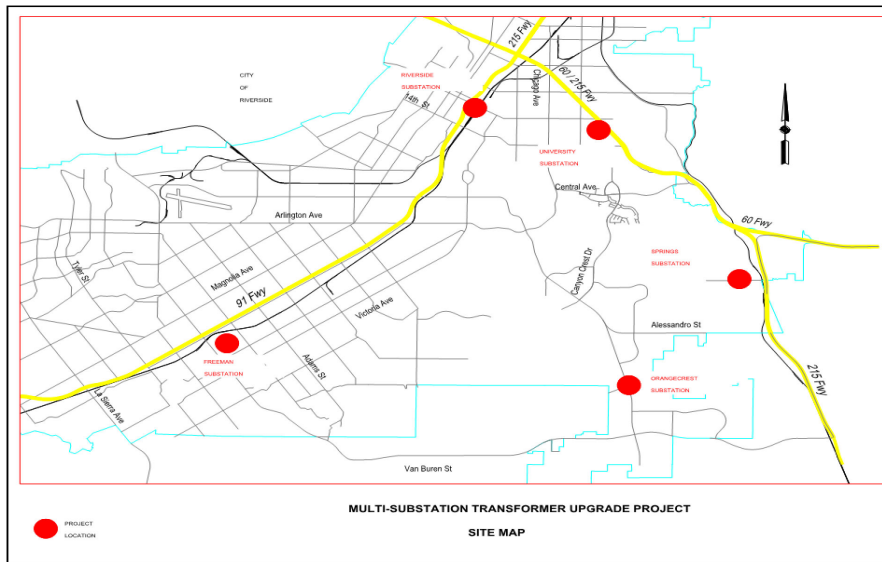 215 Fwy
CITY
OF
RIVERSIDE
RIVERSIDE
SUBSTATION
14th St
Chicago Ave
60 / 215 Fwy
UNIVERSITY
SUBSTATION
Central Ave
Arlington Ave
60 Fwy
Tyler St
Magnolia Ave
91 Fwy
Victoria Ave
Canyon Crest Dr
SPRINGS
SUBSTATION
Alessandro St
FREEMAN
SUBSTATION
Adams St
La Sierra Ave
ORANGECREST
SUBSTATION
215 Fwy
Van Buren St
MULTI-SUBSTATION TRANSFORMER UPGRADE PROJECT
SITE MAP
PROJECT
LOCATION